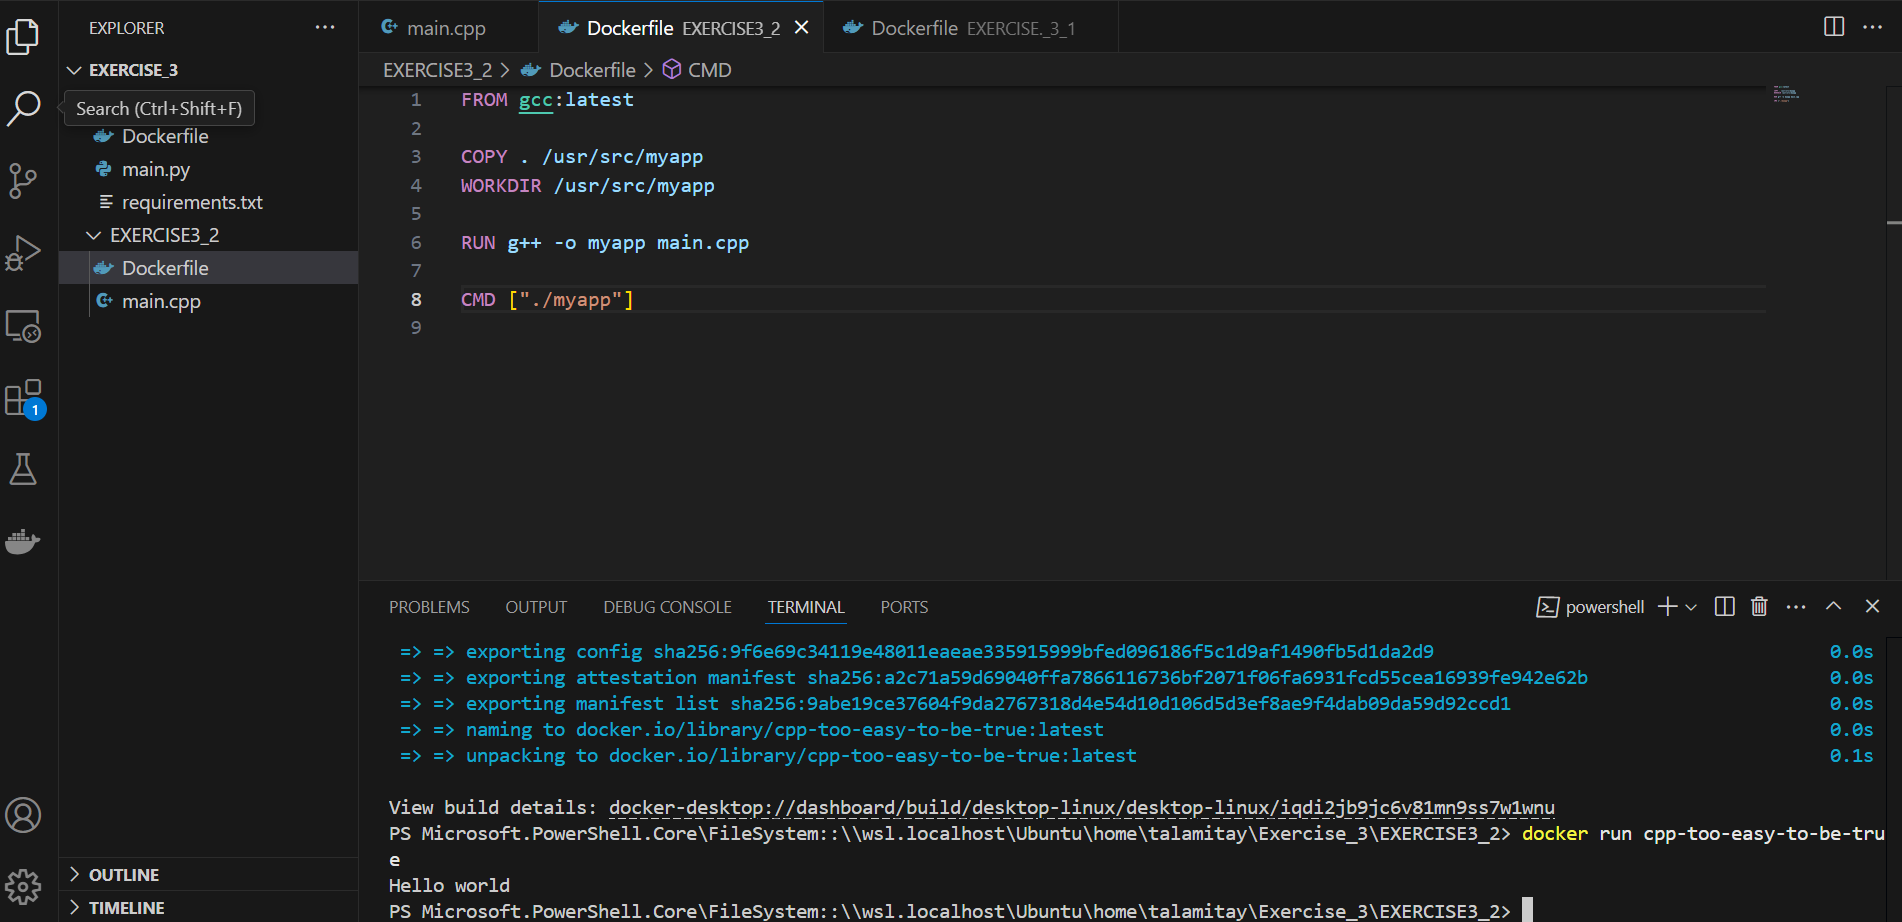 EXPLORER
EXERCISE_3
Search (Ctrl+Shift+F)
Dockerfile
main.py
requirements.txt
EXERCISE3_2
Dockerfile
main.cpp
1
OUTLINE
TIMELINE
main.cpp
Dockerfile EXERCISE3_2
Dockerfile EXERCISE._3_1
EXERCISE3_2 > Dockerfile > CMD
1 FROM gcc:latest
2
3 COPY . /usr/src/myapp
4 WORKDIR /usr/src/myapp
5
6 RUN g++ -o myapp main.cpp
7
8 CMD ["./myapp"]
9
PROBLEMS OUTPUT DEBUG CONSOLE TERMINAL PORTS
powershell
=> => exporting config sha256:9f6e69c34119e48011eaeae335915999bfed096186f5c1d9af1490fb5d1da2d9 0.0s
=> => exporting attestation manifest sha256:a2c71a59d69040ffa7866116736bf2071f06fa6931fcd55cea16939fe942e62b 0.0s
=> => exporting manifest list sha256:9abe19ce37604f9da2767318d4e54d10d106d5d3ef8ae9f4dab09da59d92ccd1 0.0s
=> => naming to docker.io/library/cpp-too-easy-to-be-true:latest 0.0s
=> => unpacking to docker.io/library/cpp-too-easy-to-be-true:latest 0.1s
View build details: docker-desktop://dashboard/build/desktop-linux/desktop-linux/iqdi2jb9jc6v81mn9ss7w1wnu
PS Microsoft.PowerShell.Core\FileSystem::\\wsl.localhost\Ubuntu\home\talamitay\Exercise_3\EXERCISE3_2> docker run cpp-too-easy-to-be-tru
e
Hello world
PS Microsoft.PowerShell.Core\FileSystem::\\wsl.localhost\Ubuntu\home\talamitay\Exercise_3\EXERCISE3_2>